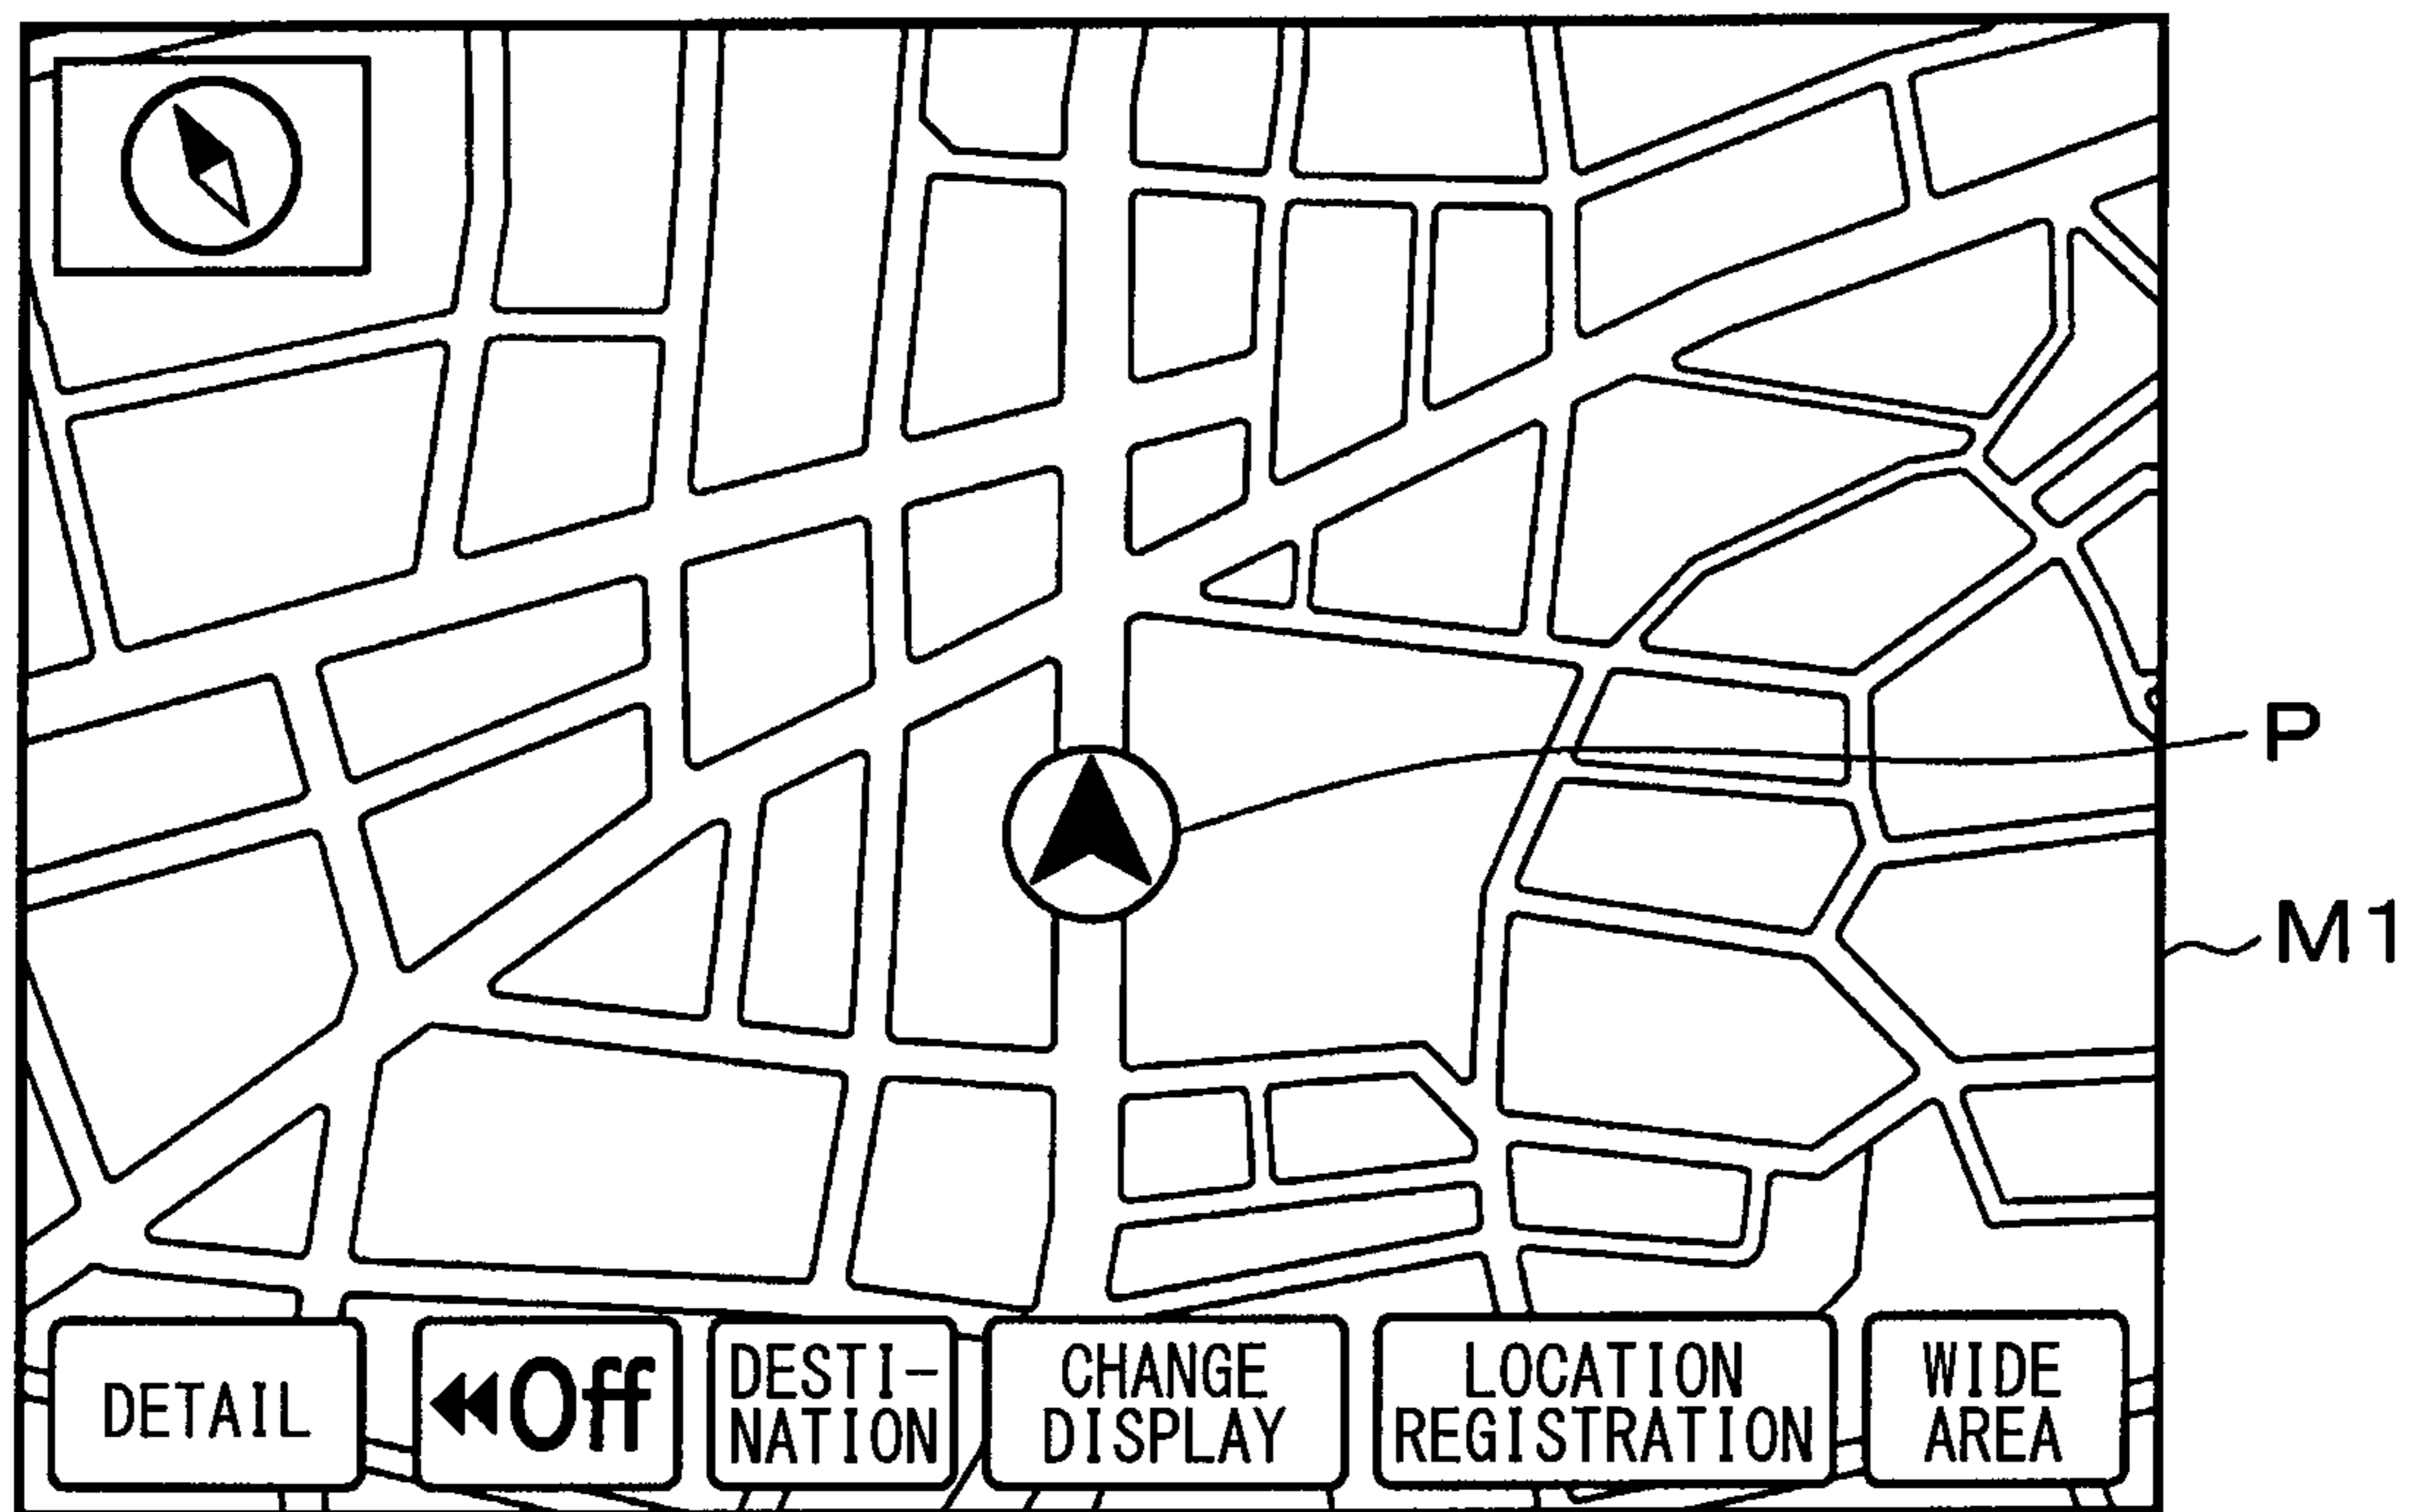 P
M1
DETAIL
Off
DESTI-
NATION
CHANGE
DISPLAY
LOCATION
REGISTRATION
WIDE
AREA